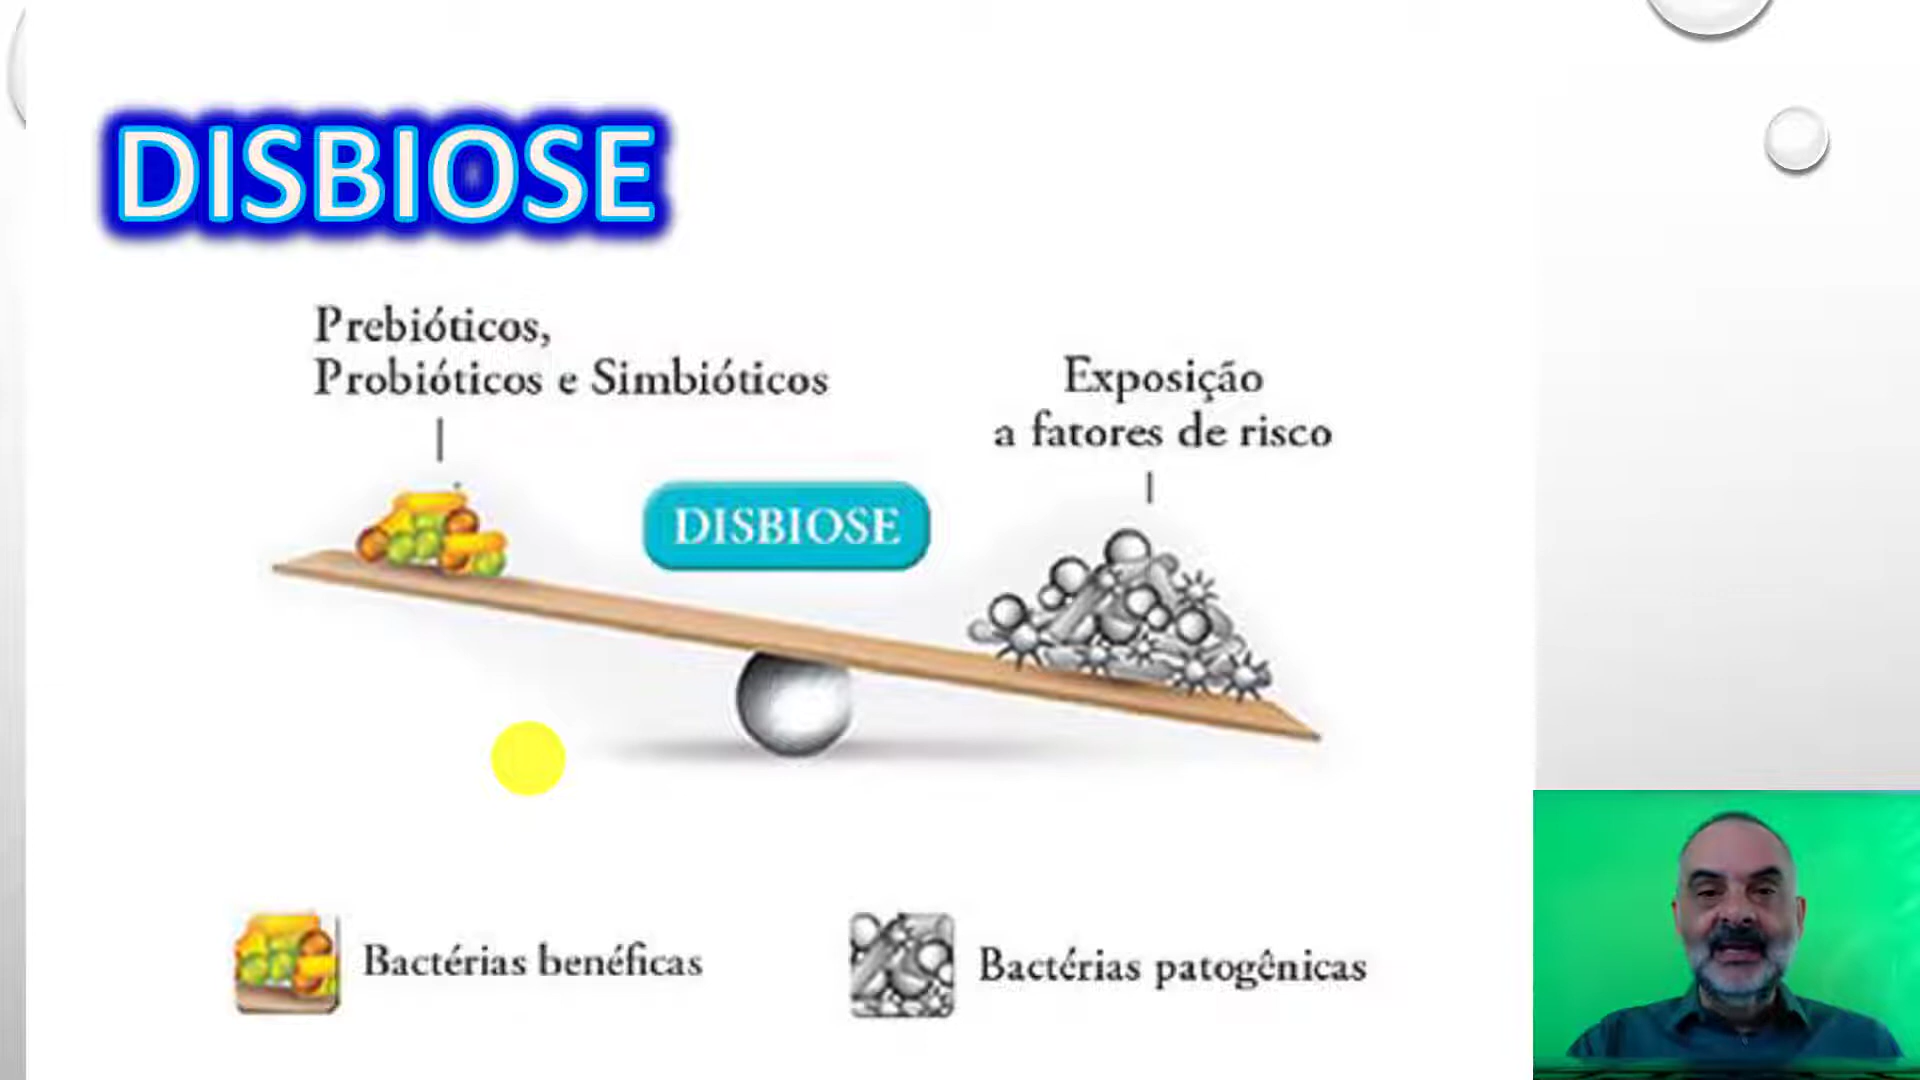 DISBIOSE
Prebióticos,
Probióticos e Simbióticos
Exposição
a fatores de risco
DISBIOSE
Bactérias benéficas
Bactérias patogênicas